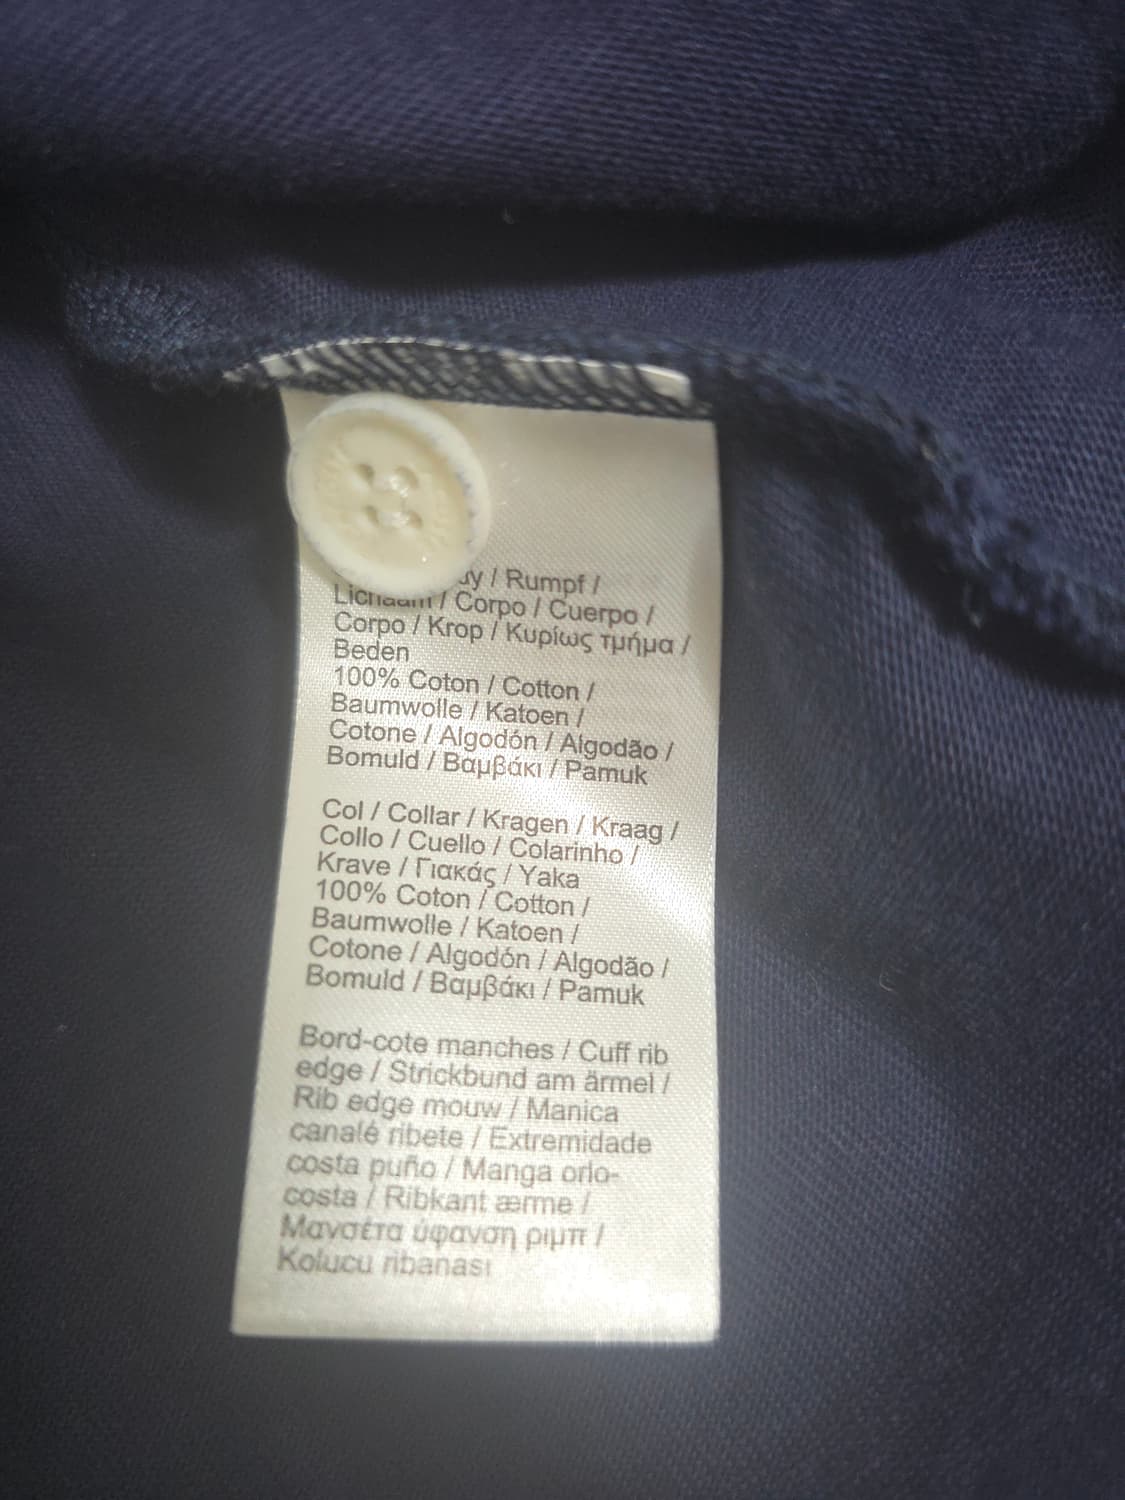 / Rumpf /
/ Corpo / Cuerpo /
Corpo / Krop / Κυρίως τμήμα /
Beden
100% Coton / Cotton /
Baumwolle / Katoen /
Cotone / Algodón / Algodão /
Bomuld / Βαμβάκι / Pamuk
Col / Collar / Kragen / Kraag /
Collo / Cuello / Colarinho /
Krave / Γιακάς / Yaka
100% Coton / Cotton /
Baumwolle / Katoen /
Cotone / Algodón / Algodão /
Bomuld / Βαμβάκι / Pamuk
Bord-cote manches / Cuff rib
edge / Strickbund am ärmel /
Rib edge mouw / Manica
canalé ribete / Extremidade
costa puño / Manga orlo-
costa / Ribkant ærme /
Μανσέτα ύφανση ριμπ /
Kolucu ribanası